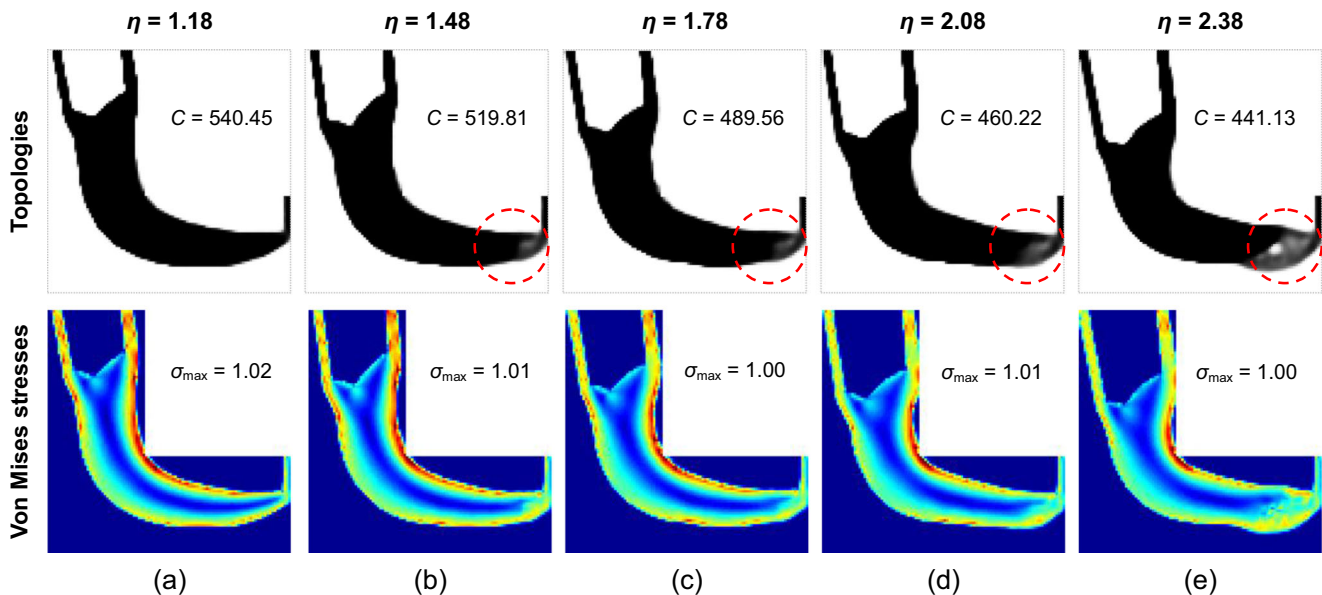 η = 1.18 η = 1.48 η = 1.78 η = 2.08 η = 2.38
Topologies
C = 540.45 C = 519.81 C = 489.56 C = 460.22 C = 441.13
Von Mises stresses
σmax = 1.02 σmax = 1.01 σmax = 1.00 σmax = 1.01 σmax = 1.00
(a) (b) (c) (d) (e)